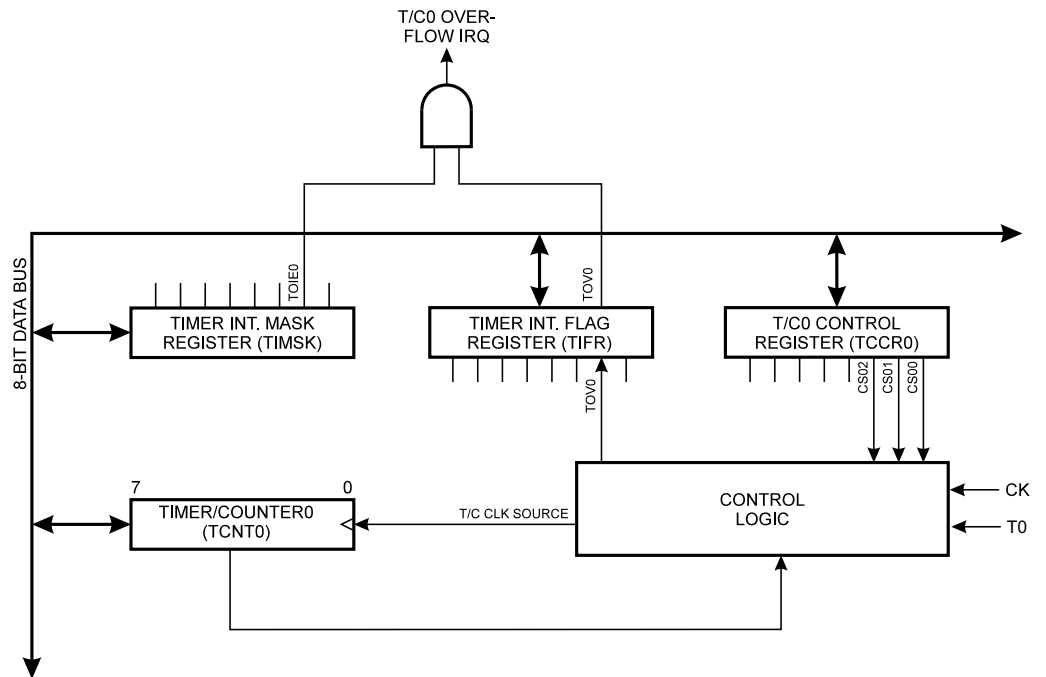 T/C0 OVER-
FLOW IRQ
8-BIT DATA BUS
TOIE0
TOV0
TIMER INT. MASK
REGISTER (TIMSK)
TIMER INT. FLAG
REGISTER (TIFR)
T/C0 CONTROL
REGISTER (TCCR0)
TOV0
CS02
CS01
CS00
7
0
TIMER/COUNTER0
(TCNT0)
T/C CLK SOURCE
CONTROL
LOGIC
CK
T0